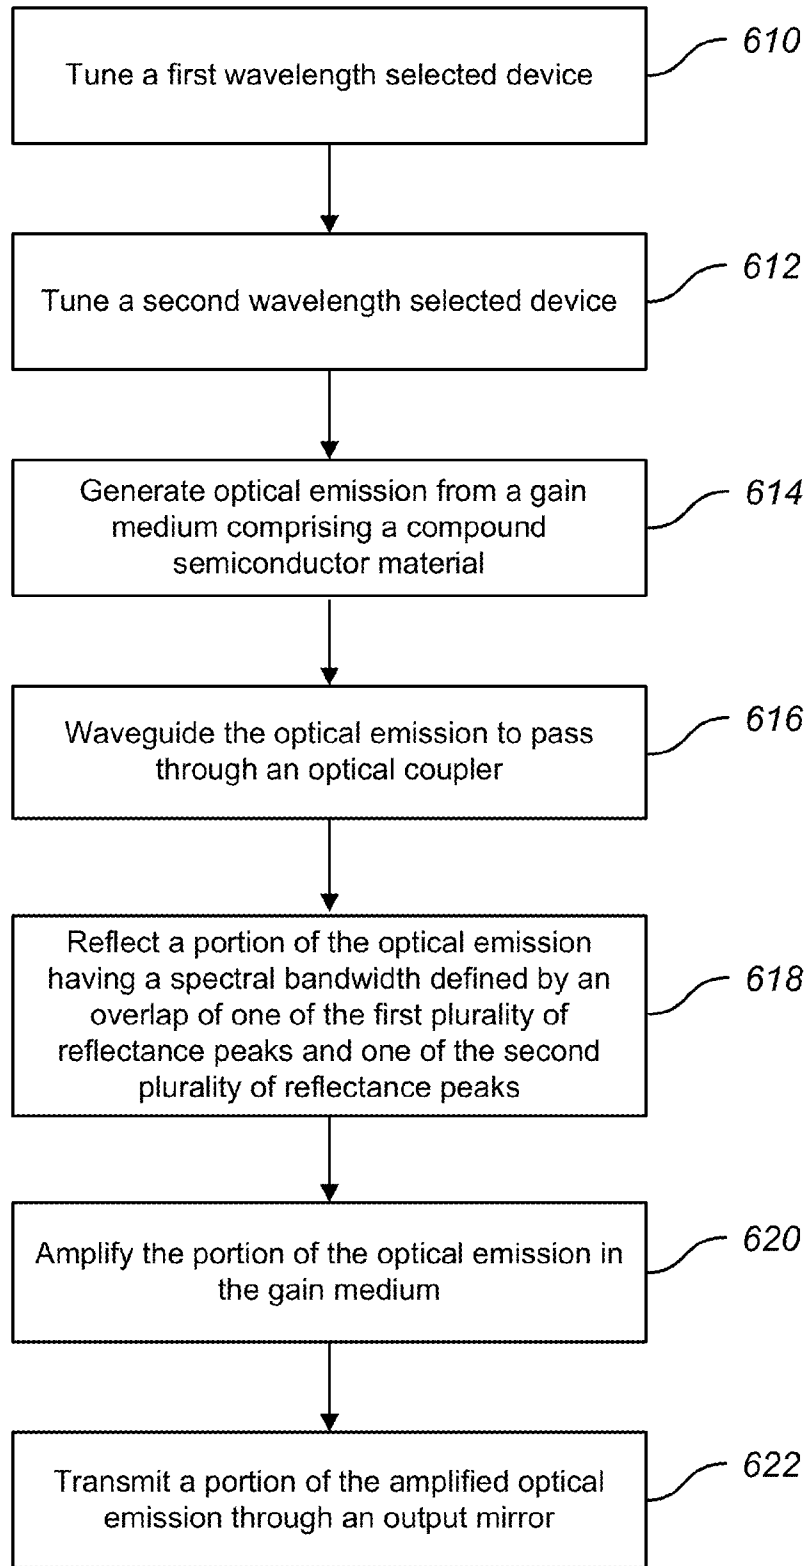 Tune a first wavelength selected device
610
Tune a second wavelength selected device
612
Generate optical emission from a gain
medium comprising a compound
semiconductor material
614
Waveguide the optical emission to pass
through an optical coupler
616
Reflect a portion of the optical emission
having a spectral bandwidth defined by an
overlap of one of the first plurality of
reflectance peaks and one of the second
plurality of reflectance peaks
618
Amplify the portion of the optical emission in
the gain medium
620
Transmit a portion of the amplified optical
emission through an output mirror
622